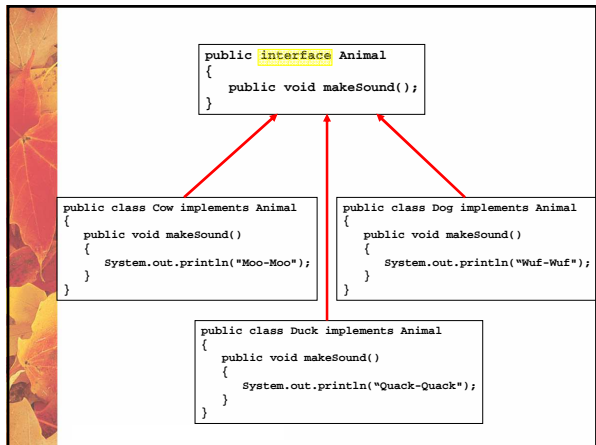 public interface Animal
{
   public void makeSound();
}
public class Cow implements Animal
{
   public void makeSound()
   {
      System.out.println("Moo-Moo");
   }
}
public class Dog implements Animal
{
   public void makeSound()
   {
      System.out.println(“Wuf-Wuf");
   }
}
public class Duck implements Animal
{
   public void makeSound()
   {
      System.out.println(“Quack-Quack");
   }
}